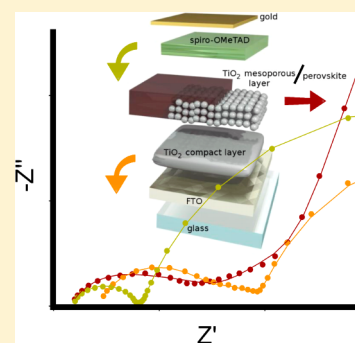 gold
spiro-OMeTAD
TiO₂ mesoporous / perovskite
layer
TiO₂ compact layer
FTO
glass
-Z''
Z'